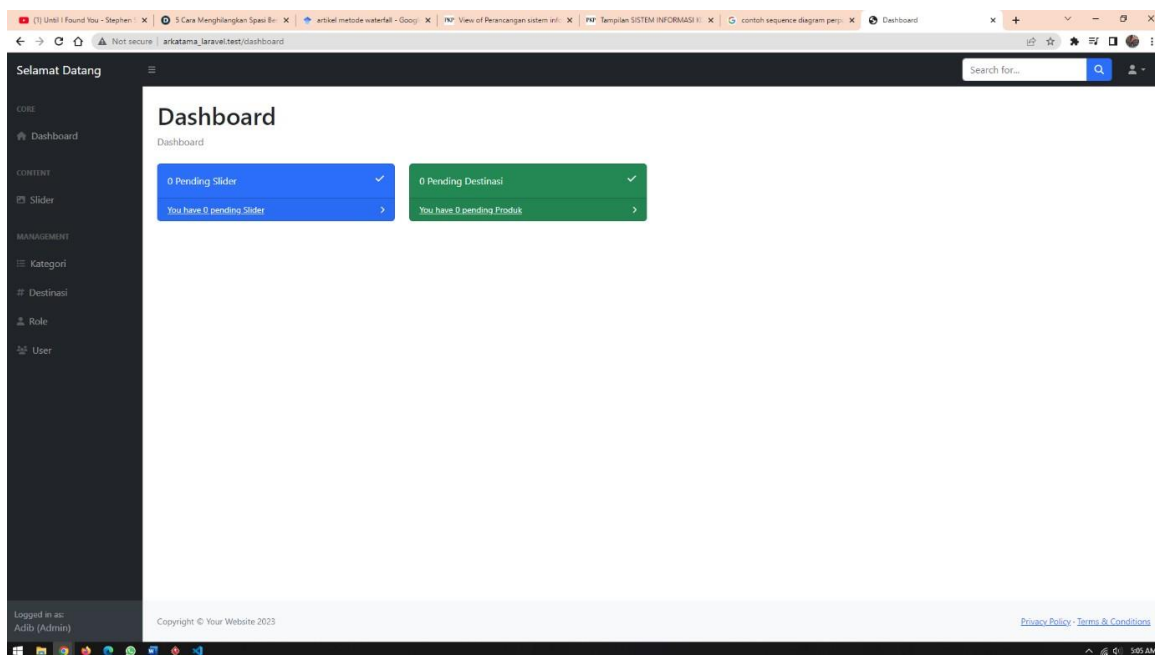 (1) Until I Found You - Stephen
5 Cara Menghilangkan Spasi Be
artikel metode waterfall - Googl
View of Perancangan sistem info
Tampilan SISTEM INFORMASI
contoh sequence diagram perpu
Dashboard
Not secure | arkatama_laravel.test/dashboard
Selamat Datang
Search for...
CORE
Dashboard
CONTENT
Slider
MANAGEMENT
Kategori
# Destinasi
Role
User
Logged in as:
Adib (Admin)
Dashboard
Dashboard
0 Pending Slider
You have 0 pending Slider
0 Pending Destinasi
You have 0 pending Produk
Copyright © Your Website 2023
Privacy Policy · Terms & Conditions
5:05 AM